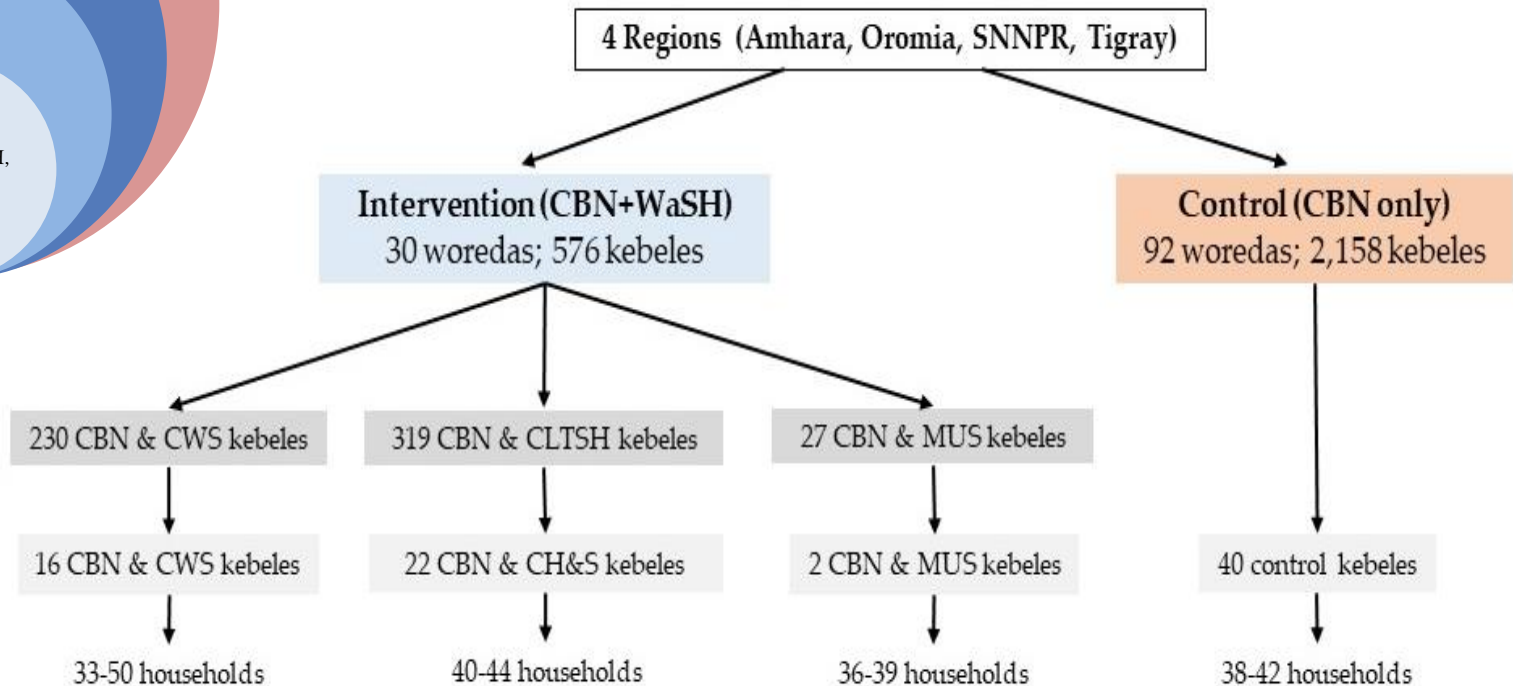 4 Regions (Amhara, Oromia, SNNPR, Tigray)
Intervention (CBN+WaSH)
30 woredas; 576 kebeles
Control (CBN only)
92 woredas; 2,158 kebeles
230 CBN & CWS kebeles
319 CBN & CLTSH kebeles
27 CBN & MUS kebeles
16 CBN & CWS kebeles
22 CBN & CH&S kebeles
2 CBN & MUS kebeles
40 control kebeles
33-50 households
40-44 households
36-39 households
38-42 households